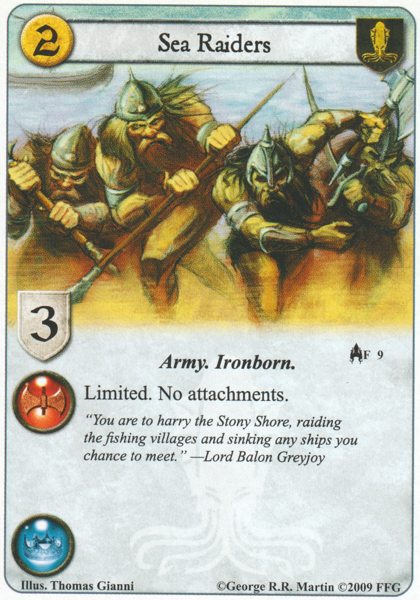 2
Sea Raiders
3
Army. Ironborn.
F 9
Limited. No attachments.
“You are to harry the Stony Shore, raiding
the fishing villages and sinking any ships you
chance to meet.” —Lord Balon Greyjoy
Illus. Thomas Gianni
©George R.R. Martin ©2009 FFG